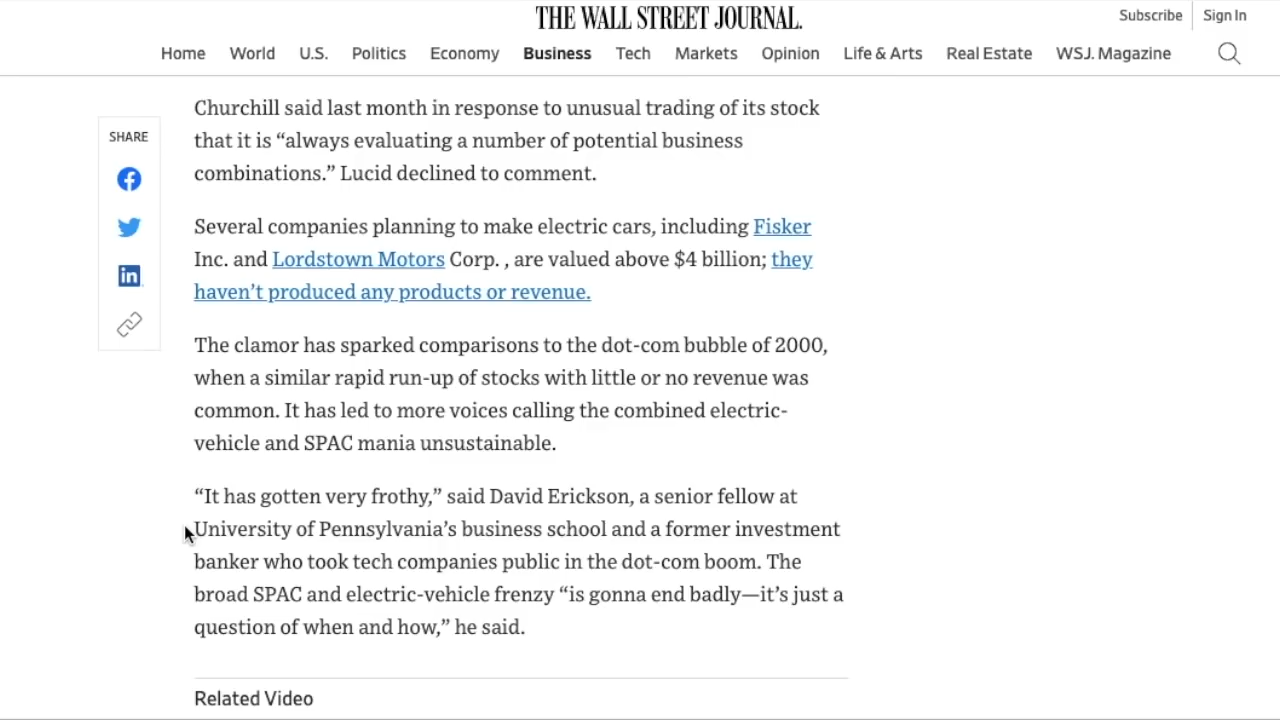 THE WALL STREET JOURNAL.
Subscribe Sign In
Home World U.S. Politics Economy Business Tech Markets Opinion Life & Arts Real Estate WSJ. Magazine
SHARE
Churchill said last month in response to unusual trading of its stock
that it is “always evaluating a number of potential business
combinations.” Lucid declined to comment.
Several companies planning to make electric cars, including Fisker
Inc. and Lordstown Motors Corp. , are valued above $4 billion; they
haven’t produced any products or revenue.
The clamor has sparked comparisons to the dot-com bubble of 2000,
when a similar rapid run-up of stocks with little or no revenue was
common. It has led to more voices calling the combined electric-
vehicle and SPAC mania unsustainable.
“It has gotten very frothy,” said David Erickson, a senior fellow at
University of Pennsylvania’s business school and a former investment
banker who took tech companies public in the dot-com boom. The
broad SPAC and electric-vehicle frenzy “is gonna end badly—it’s just a
question of when and how,” he said.
Related Video